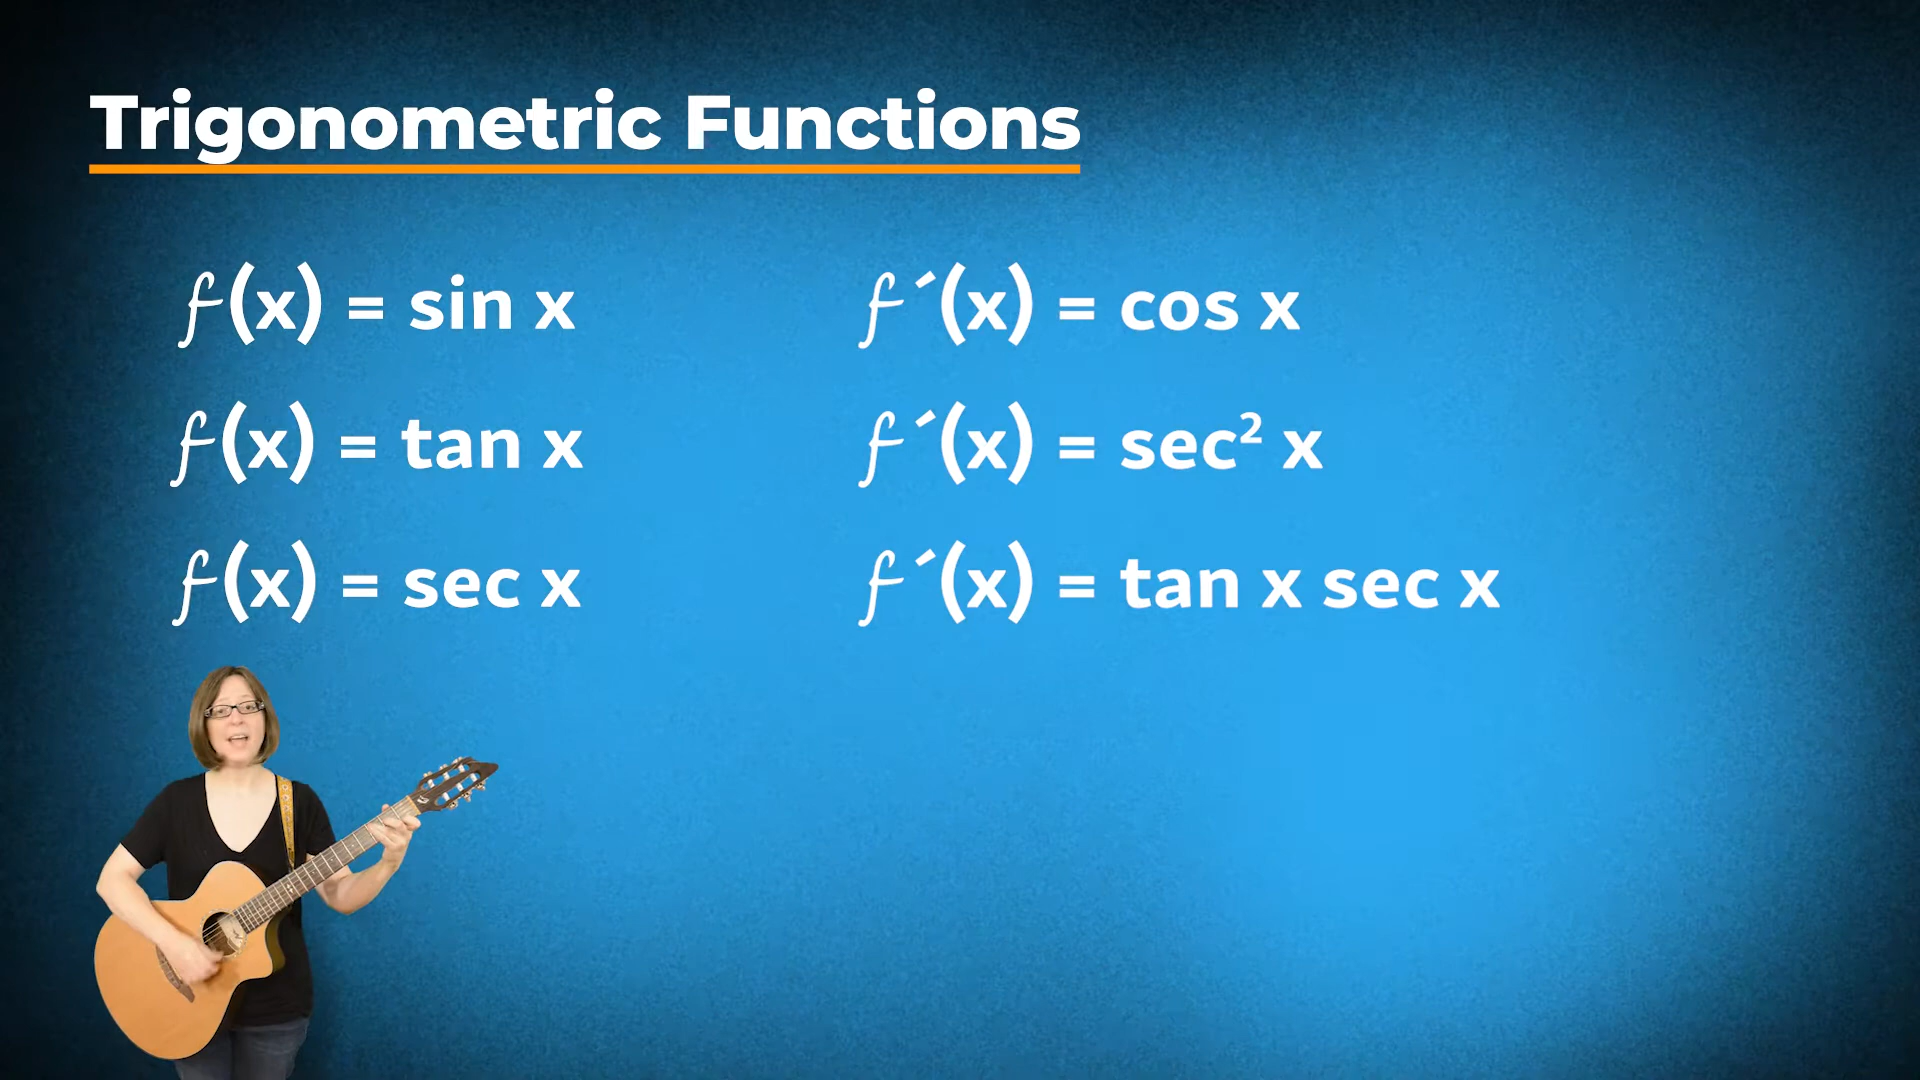 Trigonometric Functions
f(x) = sin x f´(x) = cos x
f(x) = tan x f´(x) = sec² x
f(x) = sec x f´(x) = tan x sec x